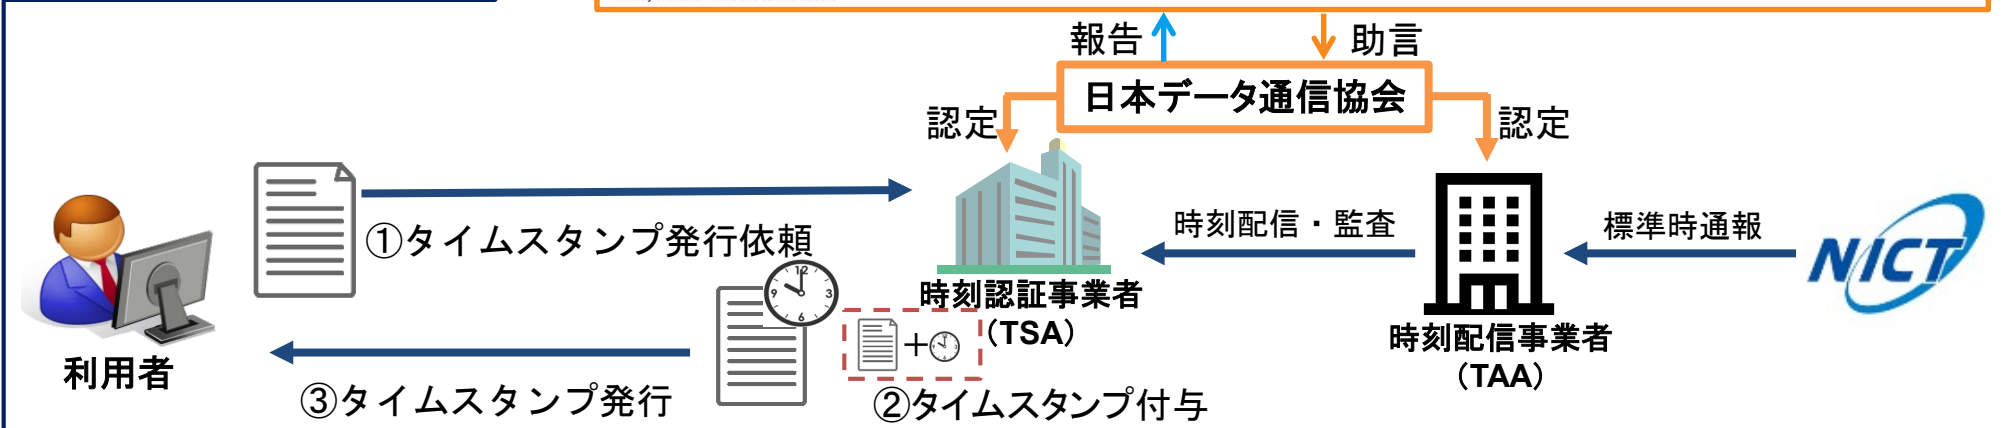 報告
助言
日本データ通信協会
認定
認定
①タイムスタンプ発行依頼
時刻配信・監査
標準時通報
NICT
12
3
6
9
時刻認証事業者
(TSA)
+
時刻配信事業者
(TAA)
利用者
③タイムスタンプ発行
②タイムスタンプ付与